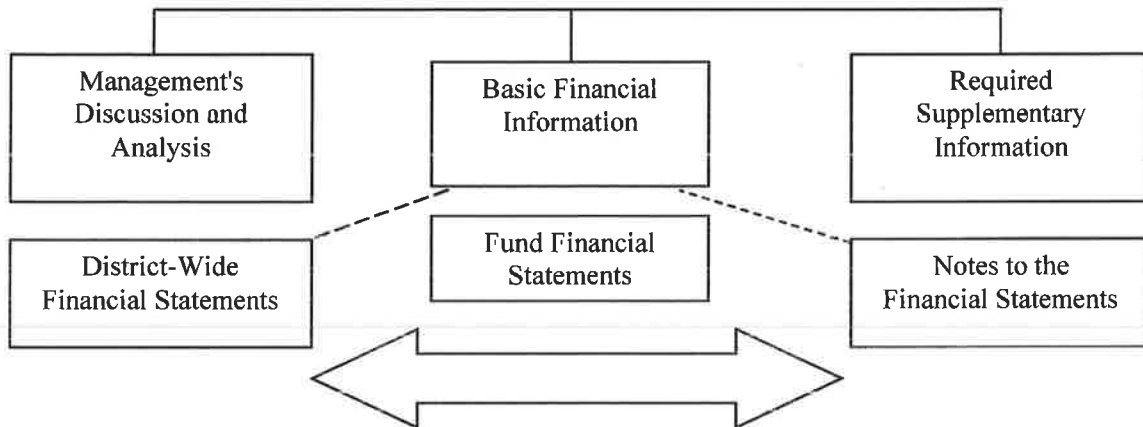 Management's
Discussion and
Analysis
Basic Financial
Information
Required
Supplementary
Information
District-Wide
Financial Statements
Fund Financial
Statements
Notes to the
Financial Statements